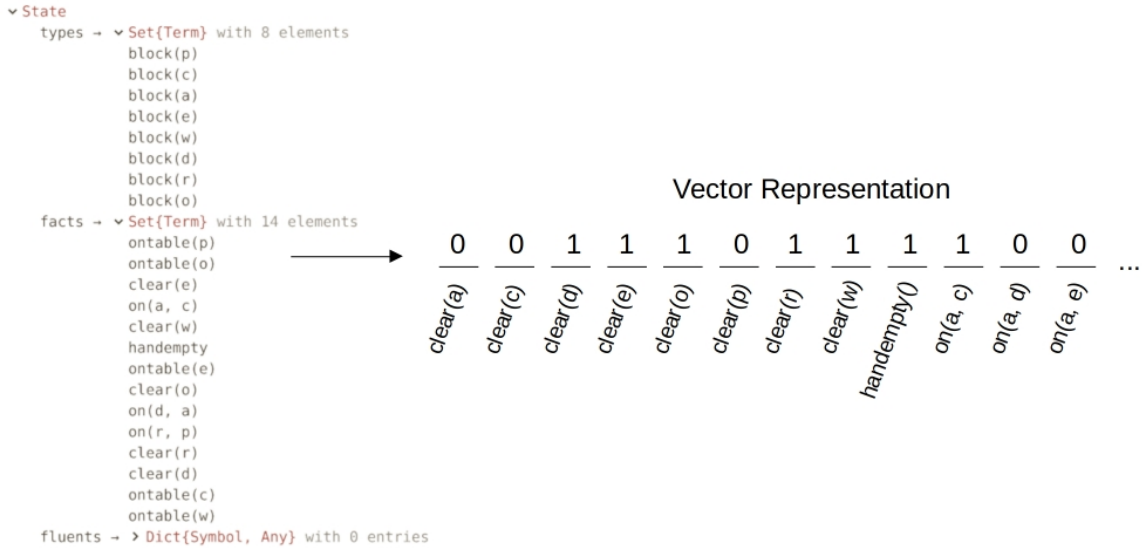 State
types → Set{Term} with 8 elements
block(p)
block(c)
block(a)
block(e)
block(w)
block(d)
block(r)
block(o)
facts → Set{Term} with 14 elements
ontable(p)
ontable(o)
clear(e)
on(a, c)
clear(w)
handempty
ontable(e)
clear(o)
on(d, a)
on(r, p)
clear(r)
clear(d)
ontable(c)
ontable(w)
fluents → Dict{Symbol, Any} with 0 entries
Vector Representation
0 0 1 1 1 0 1 1 1 1 0 0 ...
clear(a) clear(c) clear(d) clear(e) clear(o) clear(p) clear(r) clear(w) handempty() on(a, c) on(a, d) on(a, e)